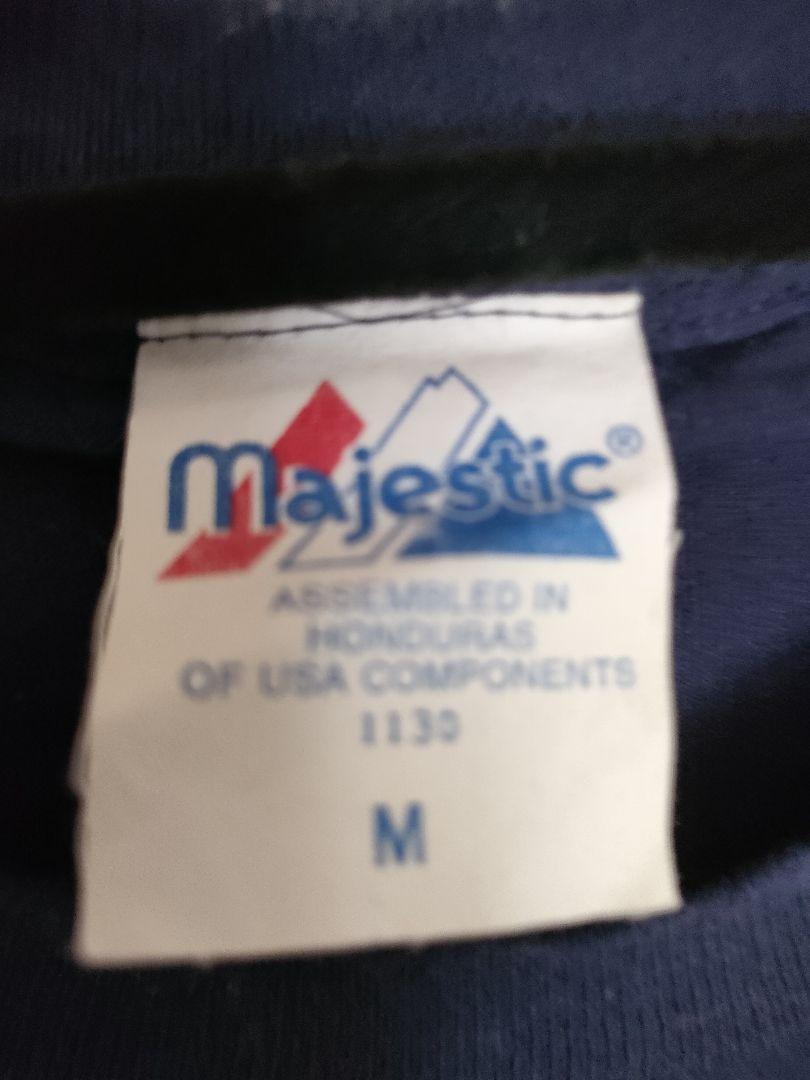 Majestic®
ASSEMBLED IN
HONDURAS
OF USA COMPONENTS
1130
M